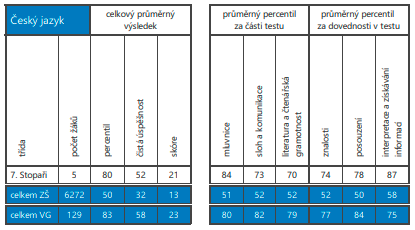 Český jazyk
celkový průměrný
výsledek
průměrný percentil
za části testu
průměrný percentil
za dovednosti v testu
třída
počet žáků
percentil
čistá úspěšnost
skóre
mluvnice
sloh a komunikace
literatura a čtenářská
gramotnost
znalosti
posouzení
interpretace a získávání
informací
7. Stopaři 5 80 52 21 84 73 70 74 78 87
celkem ZŠ 6272 50 32 13 51 52 52 52 50 58
celkem VG 129 83 58 23 80 82 79 77 84 75